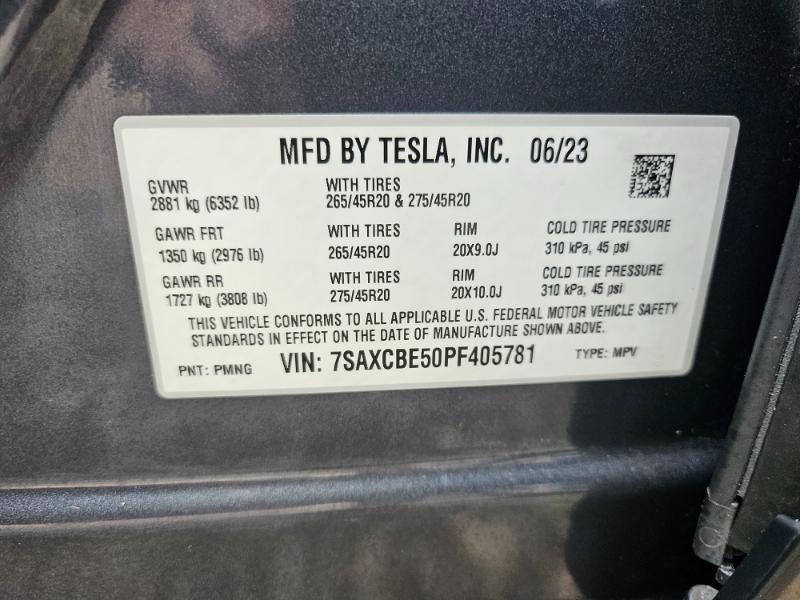 MFD BY TESLA, INC. 06/23
GVWR WITH TIRES
2881 kg (6352 lb) 265/45R20 & 275/45R20
GAWR FRT WITH TIRES RIM COLD TIRE PRESSURE
1350 kg (2976 lb) 265/45R20 20X9.0J 310 kPa, 45 psi
GAWR RR WITH TIRES RIM COLD TIRE PRESSURE
1727 kg (3808 lb) 275/45R20 20X10.0J 310 kPa, 45 psi
THIS VEHICLE CONFORMS TO ALL APPLICABLE U.S. FEDERAL MOTOR VEHICLE SAFETY
STANDARDS IN EFFECT ON THE DATE OF MANUFACTURE SHOWN ABOVE.
PNT: PMNG VIN: 7SAXCBE50PF405781 TYPE: MPV